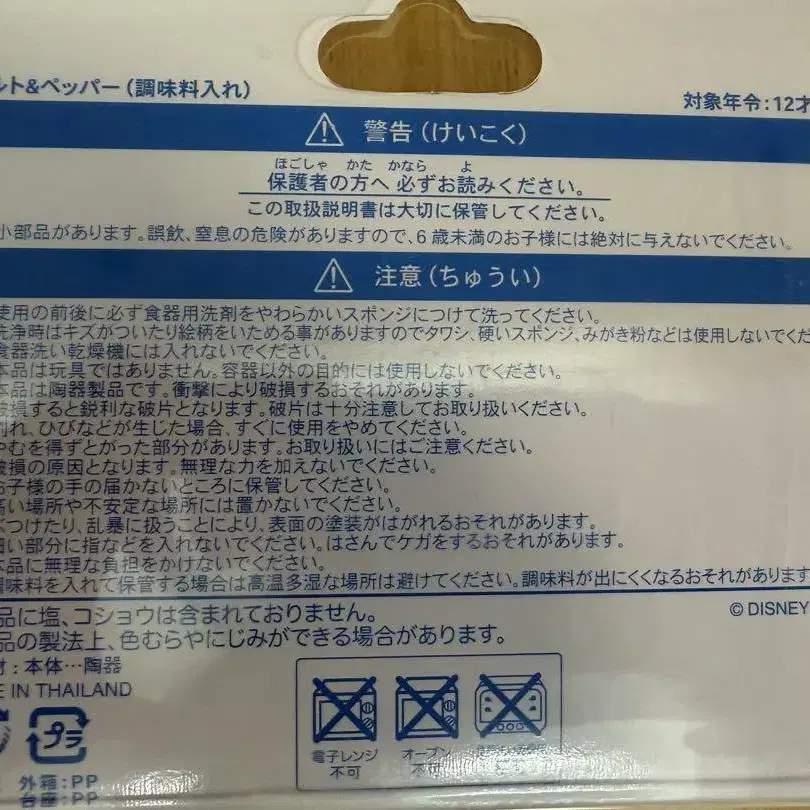 ルト&ペッパー（調味料入れ）
対象年令：12才
警告（けいこく）
ほごしゃ かた かなら よ
保護者の方へ 必ずお読みください。
この取扱説明書は大切に保管してください。
小部品があります。誤飲、窒息の危険がありますので、6歳未満のお子様には絶対に与えないでください。
注意（ちゅうい）
使用の前後に必ず食器用洗剤をやわらかいスポンジにつけて洗ってください。
洗浄時はキズがついたり絵柄をいためる事がありますのでタワシ、硬いスポンジ、みがき粉などは使用しないでくだ
食器洗い乾燥機には入れないでください。
本品は玩具ではありません。容器以外の目的には使用しないでください。
本品は陶器製品です。衝撃により破損するおそれがあります。
破損すると鋭利な破片となります。破片は十分注意してお取り扱いください。
割れ、ひびなどが生じた場合、すぐに使用をやめてください。
やむを得ずとがった部分があります。お取り扱いにはご注意ください。
破損の原因となります。無理な力を加えないでください。
お子様の手の届かないところに保管してください。
高い場所や不安定な場所には置かないでください。
ぶつけたり、乱暴に扱うことにより、表面の塗装がはがれるおそれがあります。
細い部分に指などを入れないでください。はさんでケガをするおそれがあります。
本品に無理な負担をかけないでください。
調味料を入れて保管する場合は高温多湿な場所は避けてください。調味料が出にくくなるおそれがあります
品に塩、コショウは含まれておりません。
© DISNEY
品の製法上、色むらやにじみができる場合があります。
材：本体…陶器
E IN THAILAND
プラ
電子レンジ
不可
オーブン
不可
外箱：PP
台座：PP